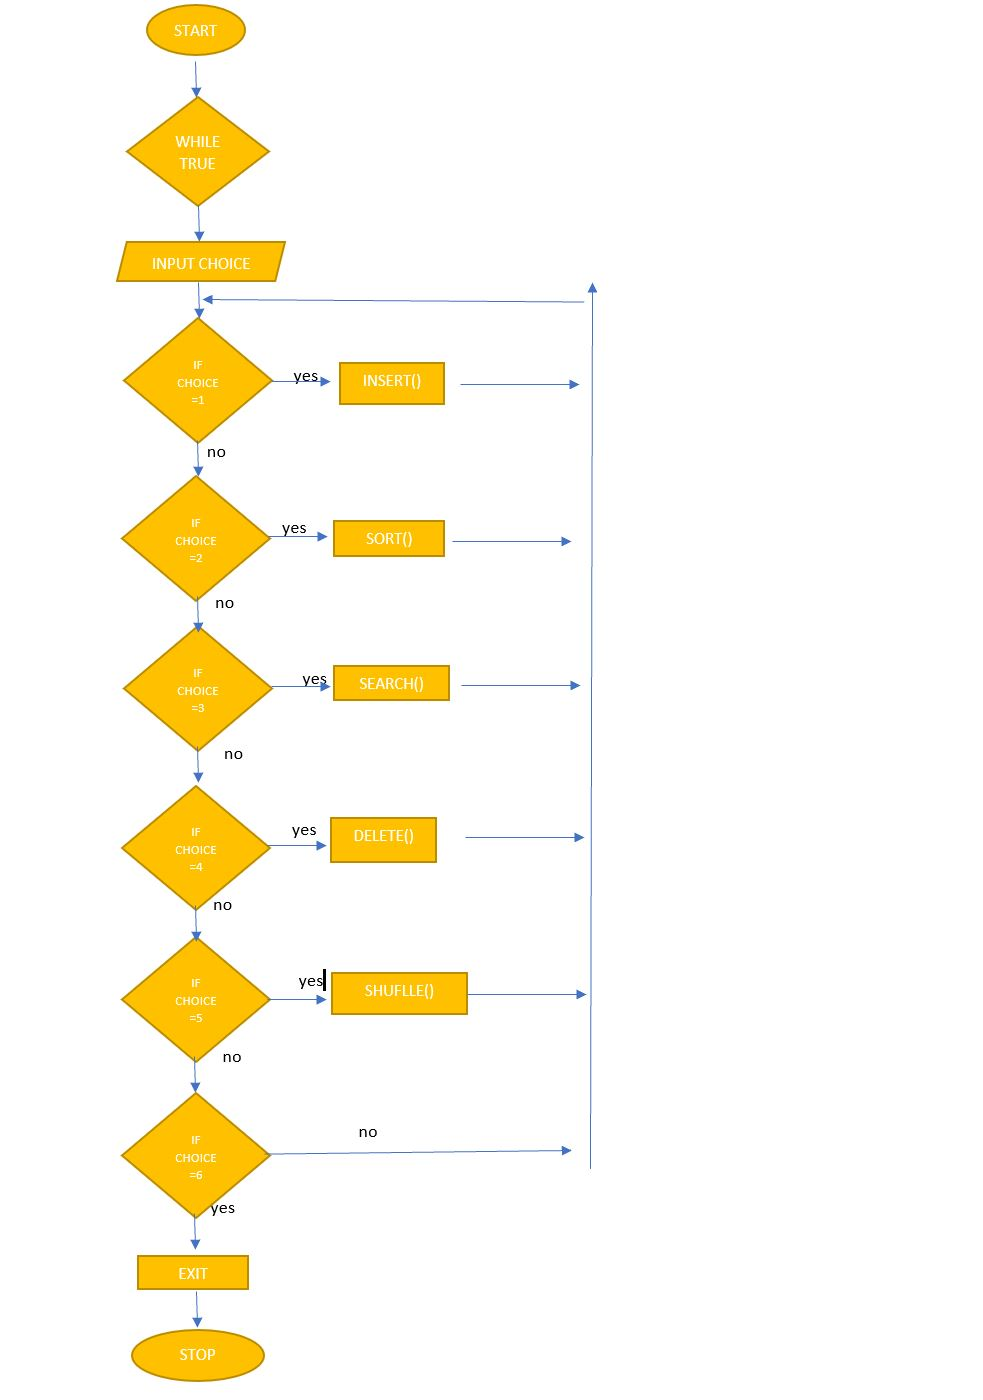 START
WHILE
TRUE
INPUT CHOICE
IF
CHOICE
=1
yes
INSERT()
no
IF
CHOICE
=2
yes
SORT()
no
IF
CHOICE
=3
yes
SEARCH()
no
IF
CHOICE
=4
yes
DELETE()
no
IF
CHOICE
=5
yes
SHUFLLE()
no
IF
CHOICE
=6
no
yes
EXIT
STOP